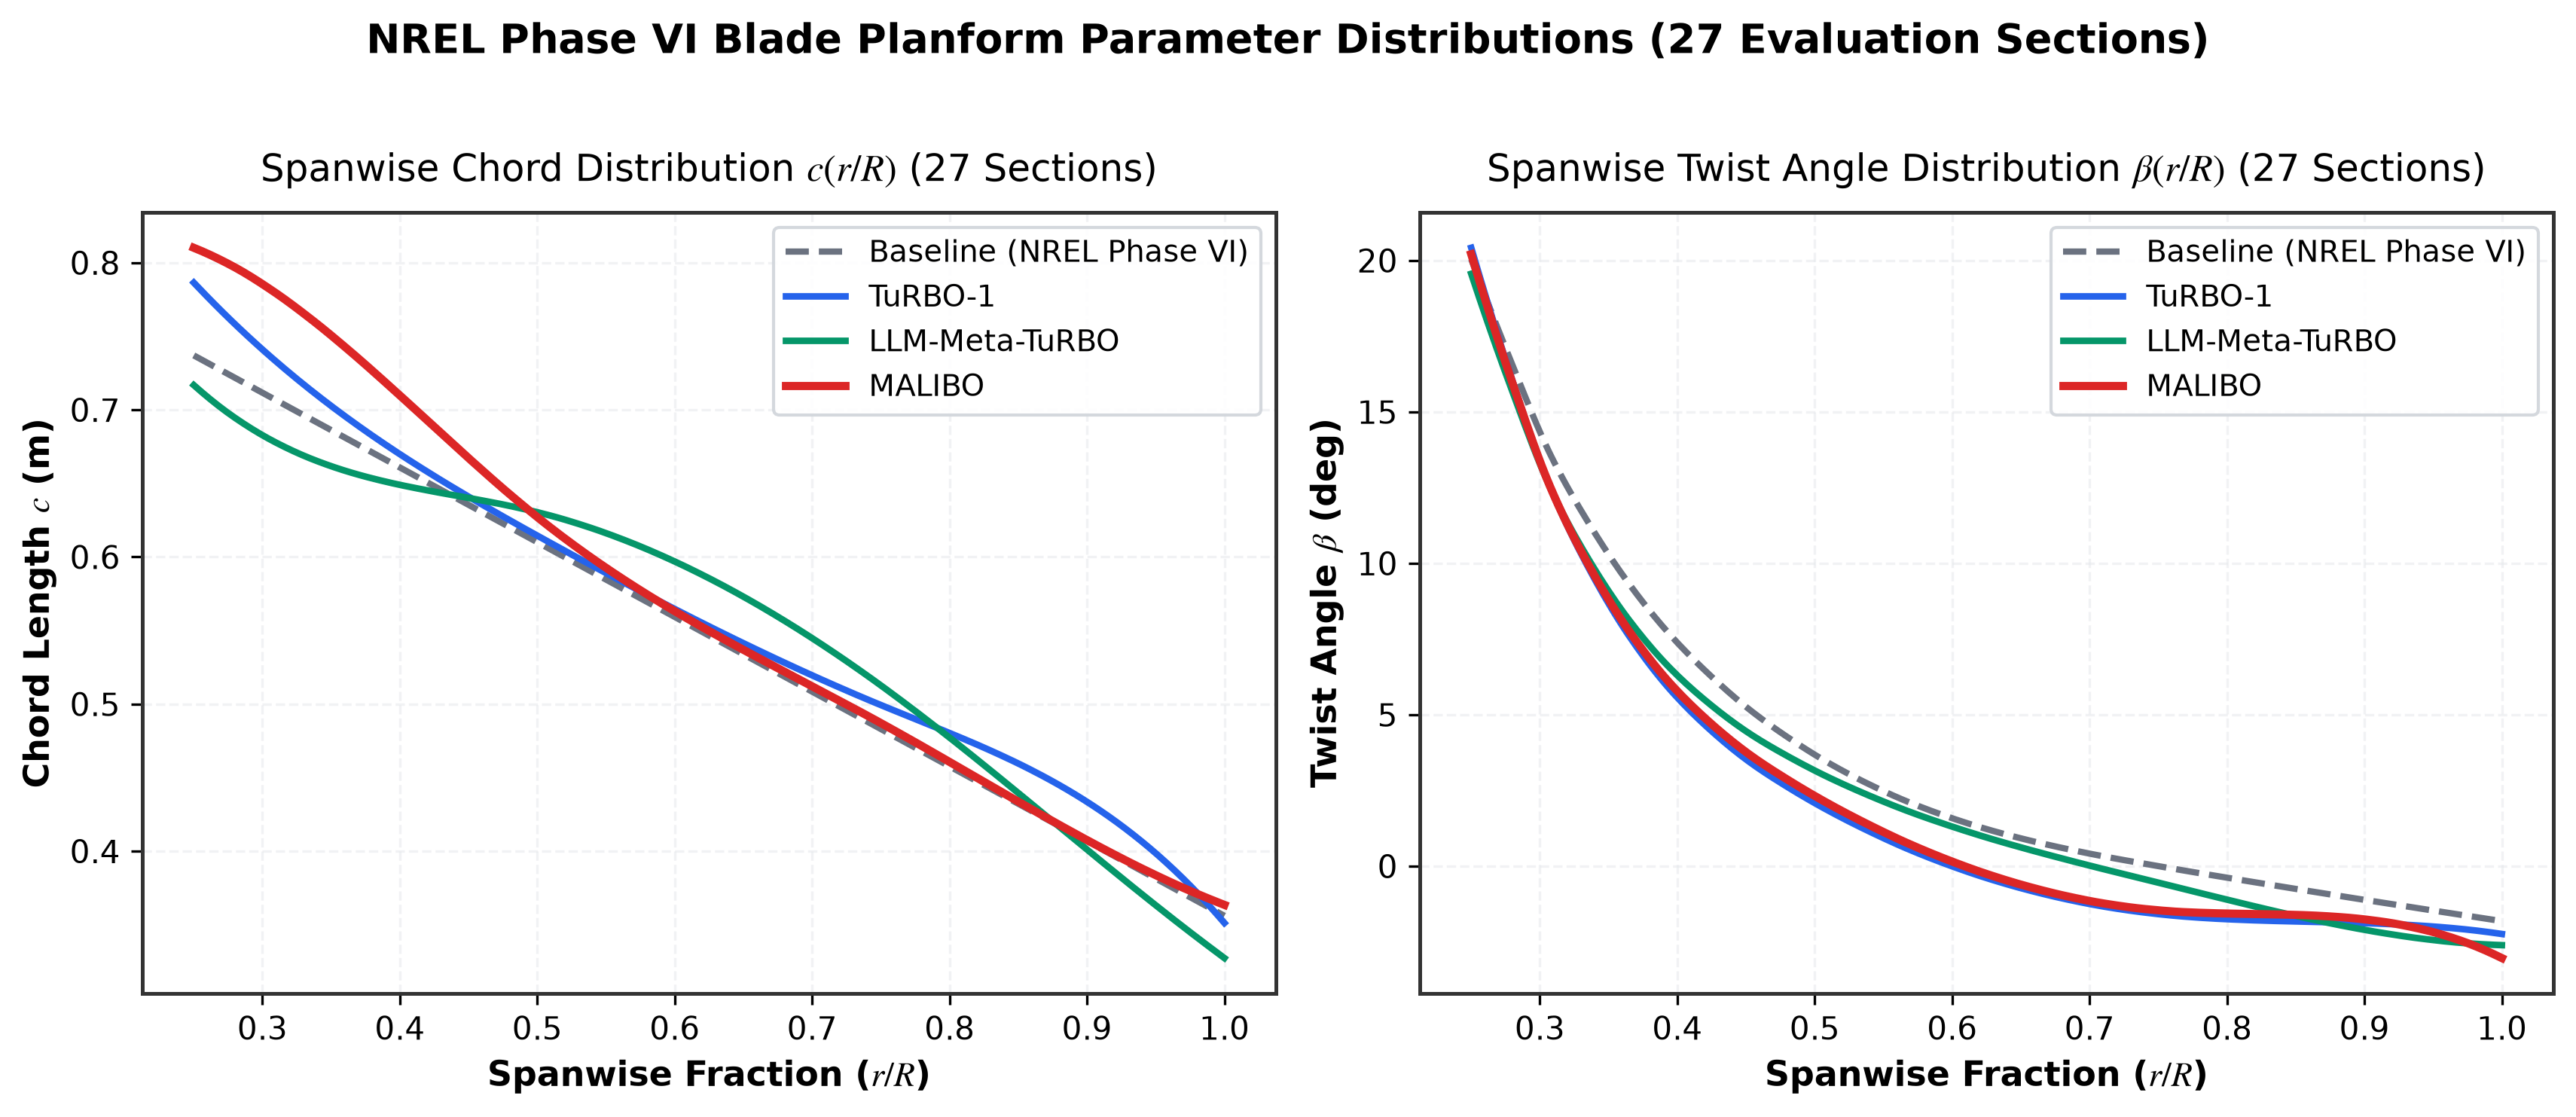 NREL Phase VI Blade Planform Parameter Distributions (27 Evaluation Sections)
Spanwise Chord Distribution c(r/R) (27 Sections)
Chord Length c (m)
0.8
0.7
0.6
0.5
0.4
Baseline (NREL Phase VI)
TuRBO-1
LLM-Meta-TuRBO
MALIBO
0.3 0.4 0.5 0.6 0.7 0.8 0.9 1.0
Spanwise Fraction (r/R)
Spanwise Twist Angle Distribution β(r/R) (27 Sections)
Twist Angle β (deg)
20
15
10
5
0
Baseline (NREL Phase VI)
TuRBO-1
LLM-Meta-TuRBO
MALIBO
0.3 0.4 0.5 0.6 0.7 0.8 0.9 1.0
Spanwise Fraction (r/R)